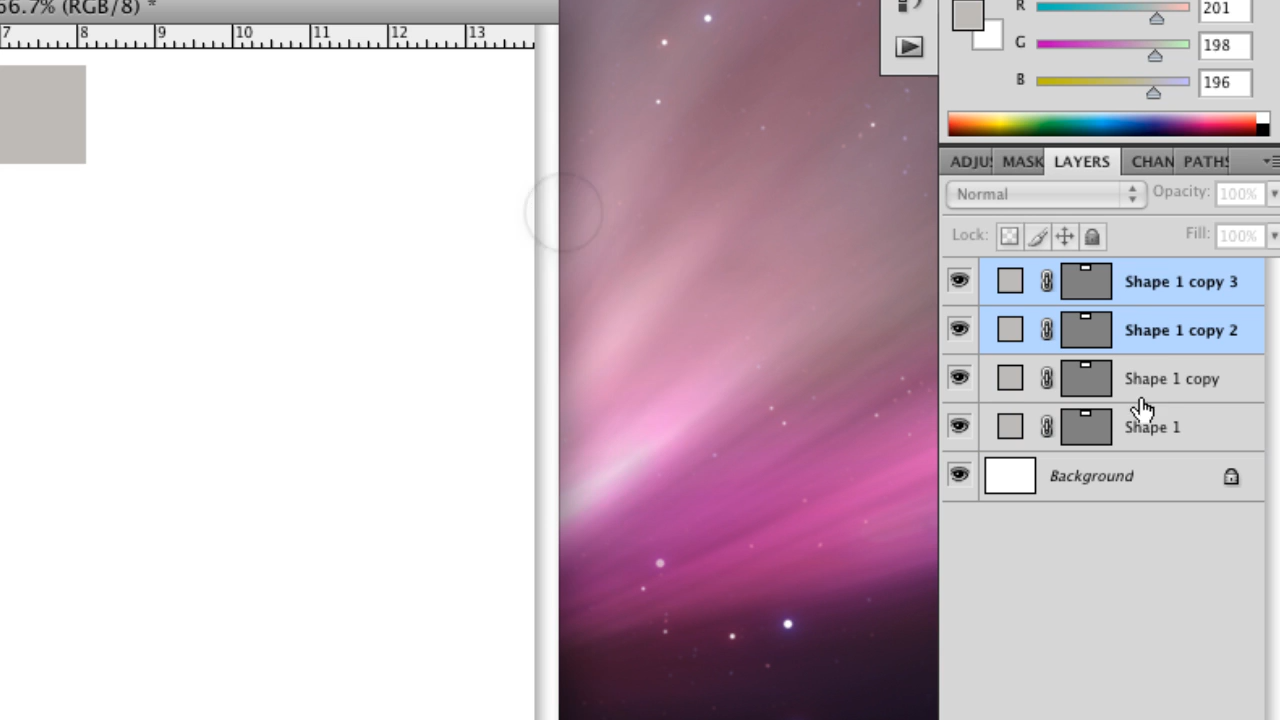 66.7% (RGB/8) *
7 8 9 10 11 12 13
R 201
G 198
B 196
ADJU MASK LAYERS CHAN PATHS
Normal Opacity: 100%
Lock: Fill: 100%
Shape 1 copy 3
Shape 1 copy 2
Shape 1 copy
Shape 1
Background